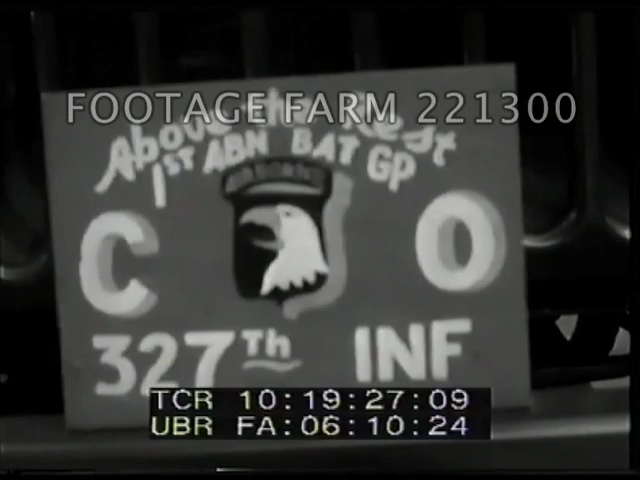 FOOTAGE FARM 221300
Above the Rest
1ST ABN BAT GP
AIRBORNE
C O
327Th INF
TCR 10:19:27:09
UBR FA:06:10:24